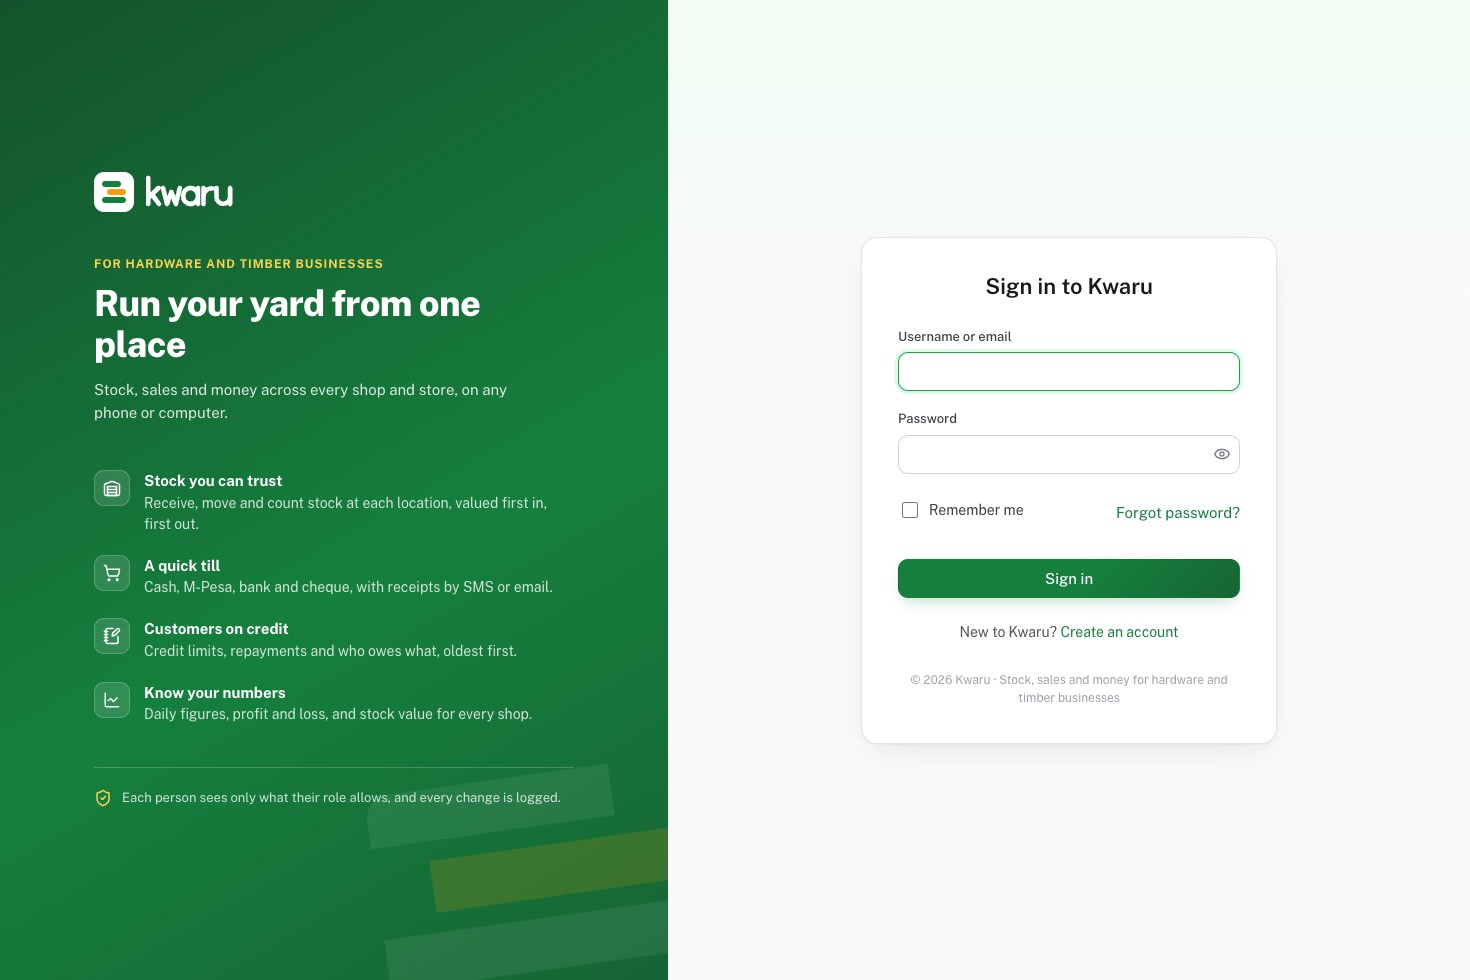 kwaru
FOR HARDWARE AND TIMBER BUSINESSES
Run your yard from one
place
Stock, sales and money across every shop and store, on any
phone or computer.
Stock you can trust
Receive, move and count stock at each location, valued first in,
first out.
A quick till
Cash, M-Pesa, bank and cheque, with receipts by SMS or email.
Customers on credit
Credit limits, repayments and who owes what, oldest first.
Know your numbers
Daily figures, profit and loss, and stock value for every shop.
Each person sees only what their role allows, and every change is logged.
Sign in to Kwaru
Username or email
Password
Remember me
Forgot password?
Sign in
New to Kwaru? Create an account
© 2026 Kwaru · Stock, sales and money for hardware and
timber businesses